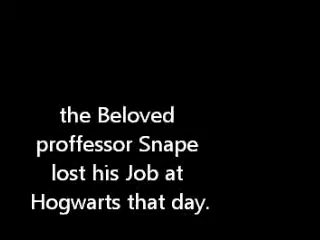 the Beloved
proffessor Snape
lost his Job at
Hogwarts that day.